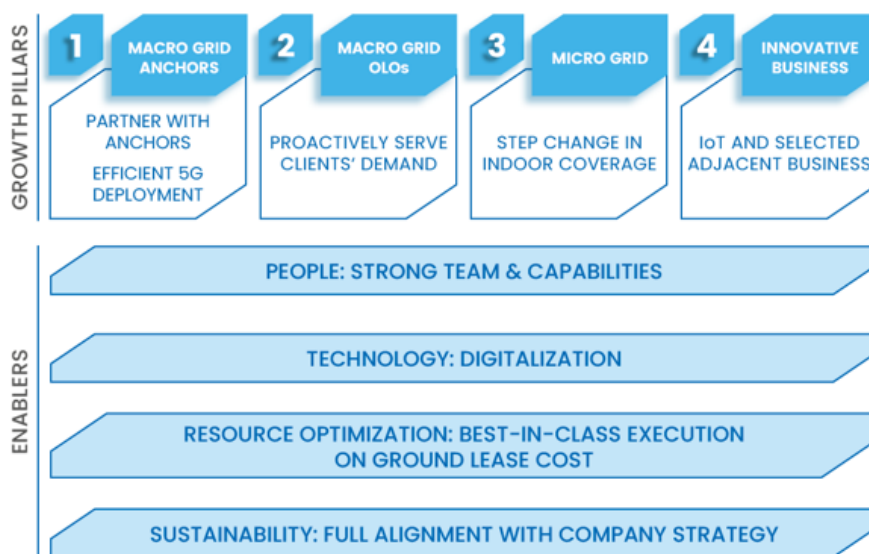 GROWTH PILLARS
1
MACRO GRID
ANCHORS
PARTNER WITH
ANCHORS
EFFICIENT 5G
DEPLOYMENT
2
MACRO GRID
OLOs
PROACTIVELY SERVE
CLIENTS’ DEMAND
3
MICRO GRID
STEP CHANGE IN
INDOOR COVERAGE
4
INNOVATIVE
BUSINESS
IoT AND SELECTED
ADJACENT BUSINESS
ENABLERS
PEOPLE: STRONG TEAM & CAPABILITIES
TECHNOLOGY: DIGITALIZATION
RESOURCE OPTIMIZATION: BEST-IN-CLASS EXECUTION
ON GROUND LEASE COST
SUSTAINABILITY: FULL ALIGNMENT WITH COMPANY STRATEGY